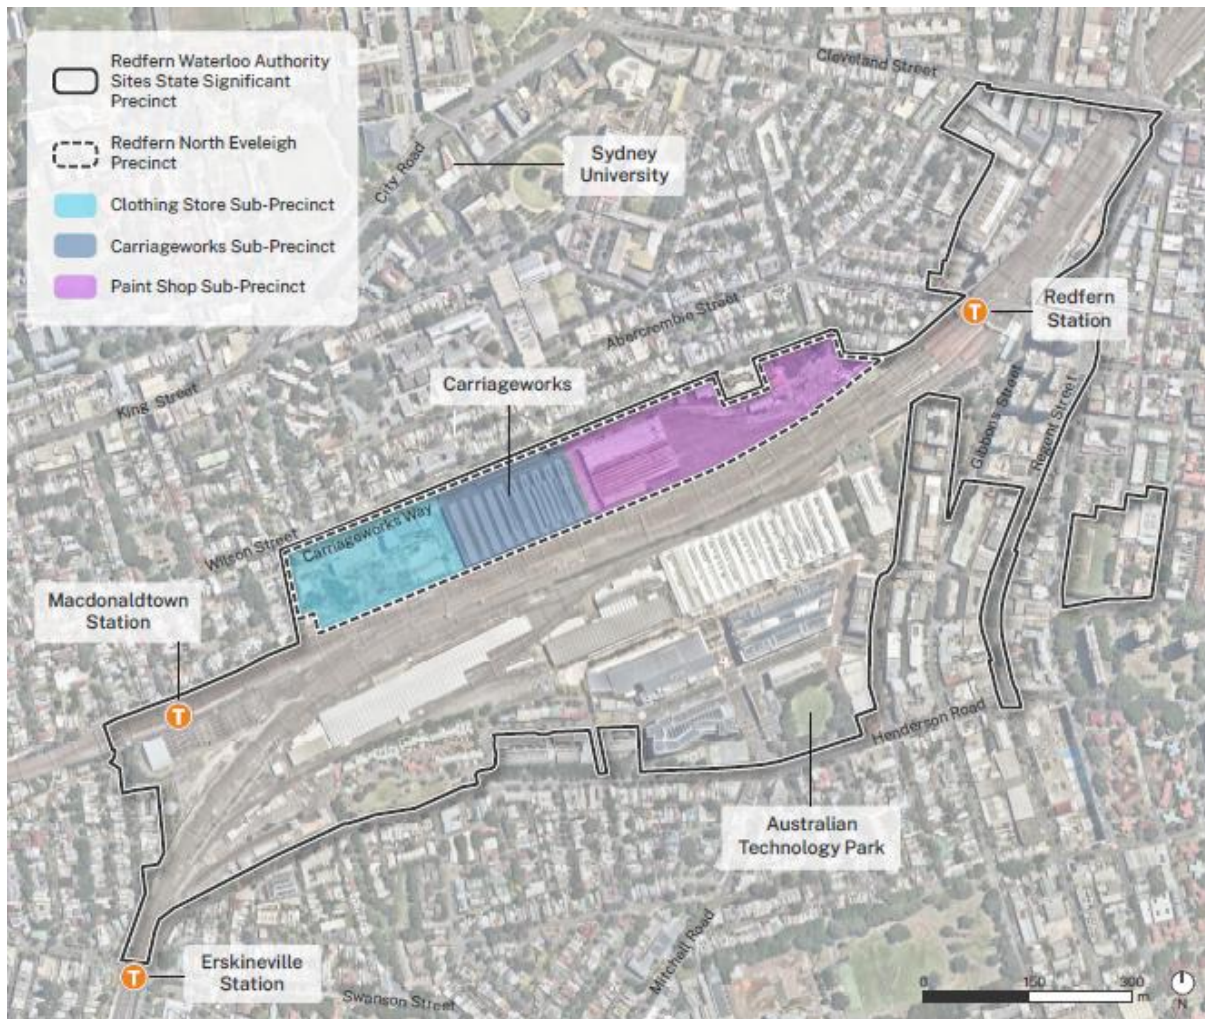 Redfern Waterloo Authority
Sites State Significant
Precinct
Redfern North Eveleigh
Precinct
Clothing Store Sub-Precinct
Carriageworks Sub-Precinct
Paint Shop Sub-Precinct
Cleveland Street
City Road
Sydney
University
Redfern
Station
T
Abercrombie Street
King Street
Carriageworks
Gibbons Street
Regent Street
Carriageworks Way
Wilson Street
Macdonaldtown
Station
T
Henderson Road
Australian
Technology Park
Mitchell Road
Erskineville
Station
T
Swanson Street
0 150 300
m
N